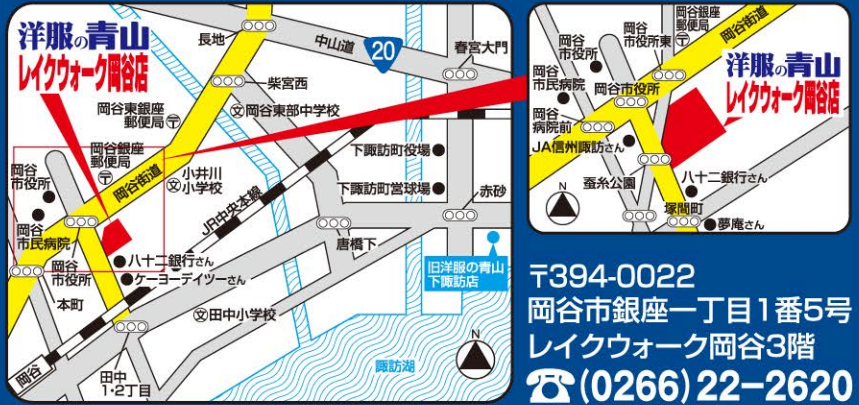 洋服の青山
レイクウォーク岡谷店
長地
中山道
20
春宮大門
柴宮西
岡谷東銀座
郵便局
岡谷東部中学校
岡谷銀座
郵便局
岡谷街道
小井川
小学校
下諏訪町役場
下諏訪町営球場
赤砂
JR中央本線
岡谷
市役所
岡谷
市民病院
岡谷
市役所
八十二銀行さん
ケーヨーデイツーさん
本町
唐橋下
旧洋服の青山
下諏訪店
田中小学校
岡谷
田中
1・2丁目
諏訪湖
N
岡谷
市役所
岡谷
市役所東
岡谷銀座
郵便局
岡谷街道
岡谷
市民病院
岡谷市役所
洋服の青山
レイクウォーク岡谷店
岡谷
病院前
JA信州諏訪さん
蚕糸公園
八十二銀行さん
塚間町
夢庵さん
N
〒394-0022
岡谷市銀座一丁目1番5号
レイクウォーク岡谷3階
☎(0266)22-2620